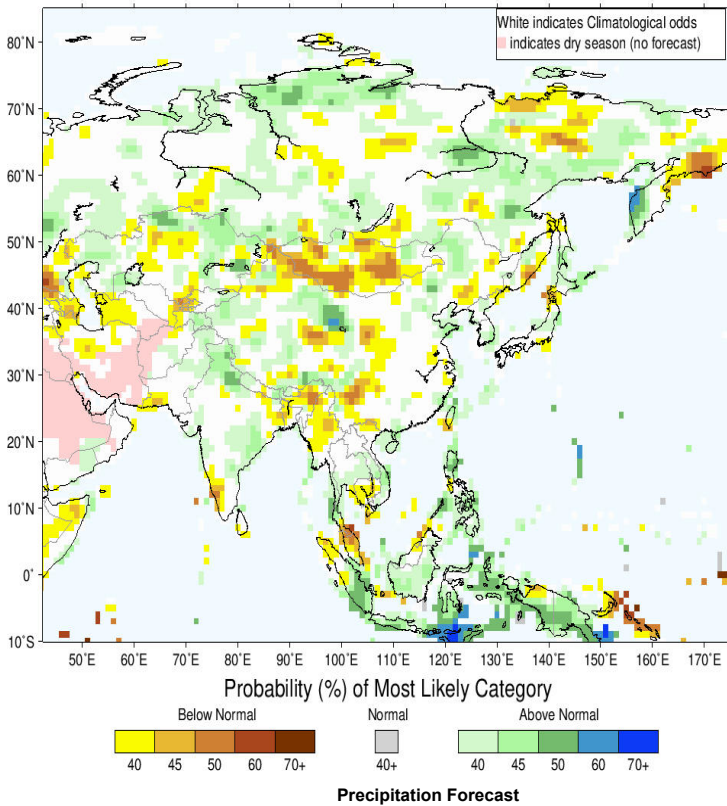 White indicates Climatological odds
indicates dry season (no forecast)
80°N
70°N
60°N
50°N
40°N
30°N
20°N
10°N
0°
10°S
50°E 60°E 70°E 80°E 90°E 100°E 110°E 120°E 130°E 140°E 150°E 160°E 170°E
Probability (%) of Most Likely Category
Below Normal Normal Above Normal
40 45 50 60 70+ 40+ 40 45 50 60 70+
Precipitation Forecast